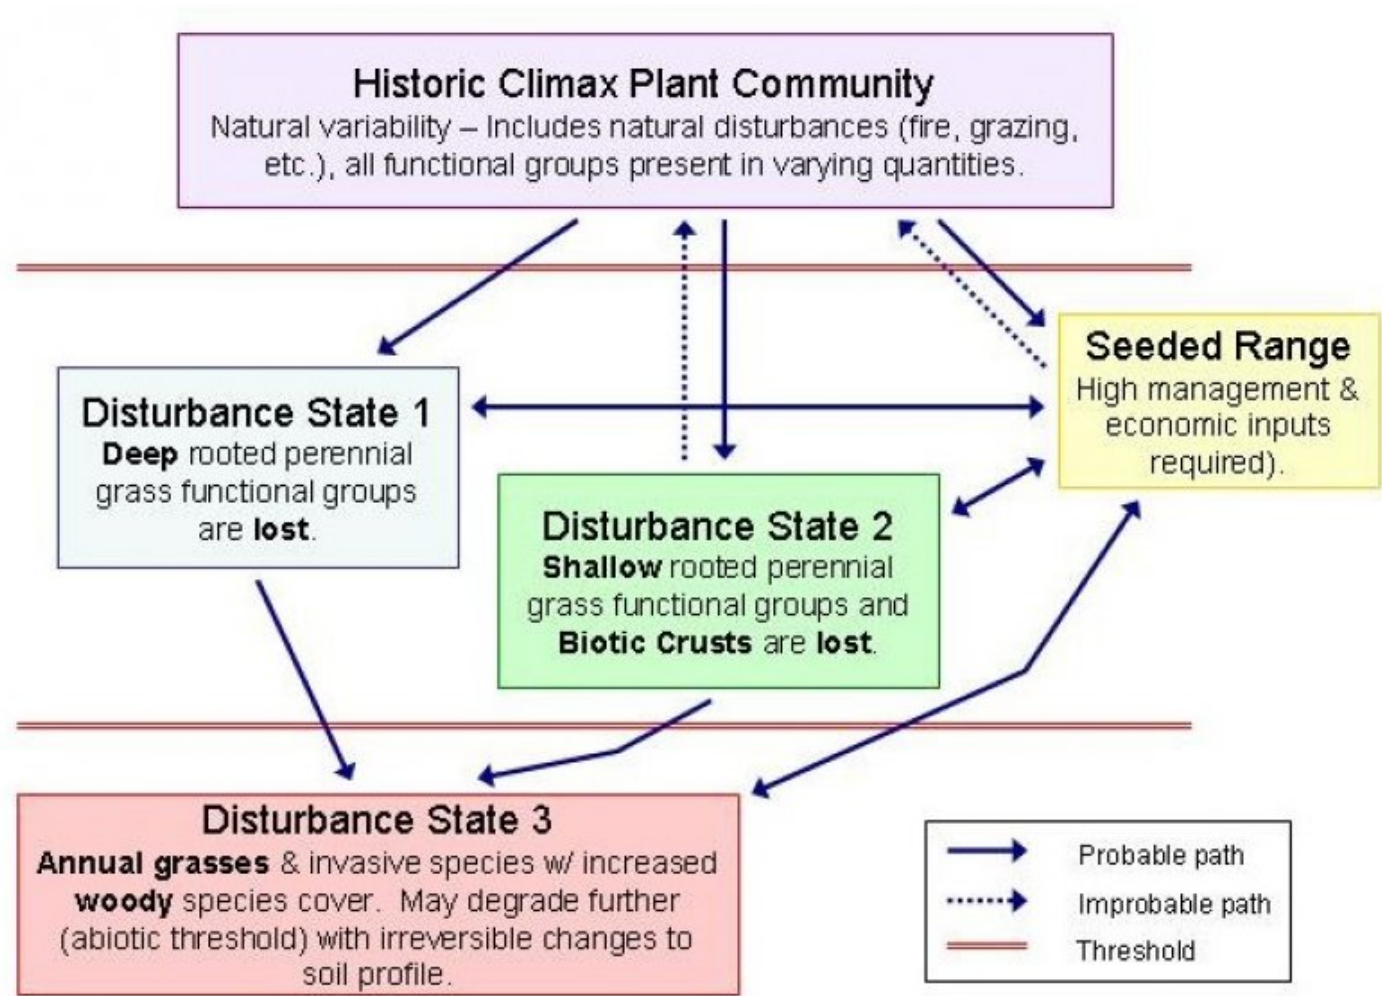 Historic Climax Plant Community
Natural variability – Includes natural disturbances (fire, grazing,
etc.), all functional groups present in varying quantities.
Seeded Range
High management &
economic inputs
required).
Disturbance State 1
Deep rooted perennial
grass functional groups
are lost.
Disturbance State 2
Shallow rooted perennial
grass functional groups and
Biotic Crusts are lost.
Disturbance State 3
Annual grasses & invasive species w/ increased
woody species cover. May degrade further
(abiotic threshold) with irreversible changes to
soil profile.
Probable path
Improbable path
Threshold